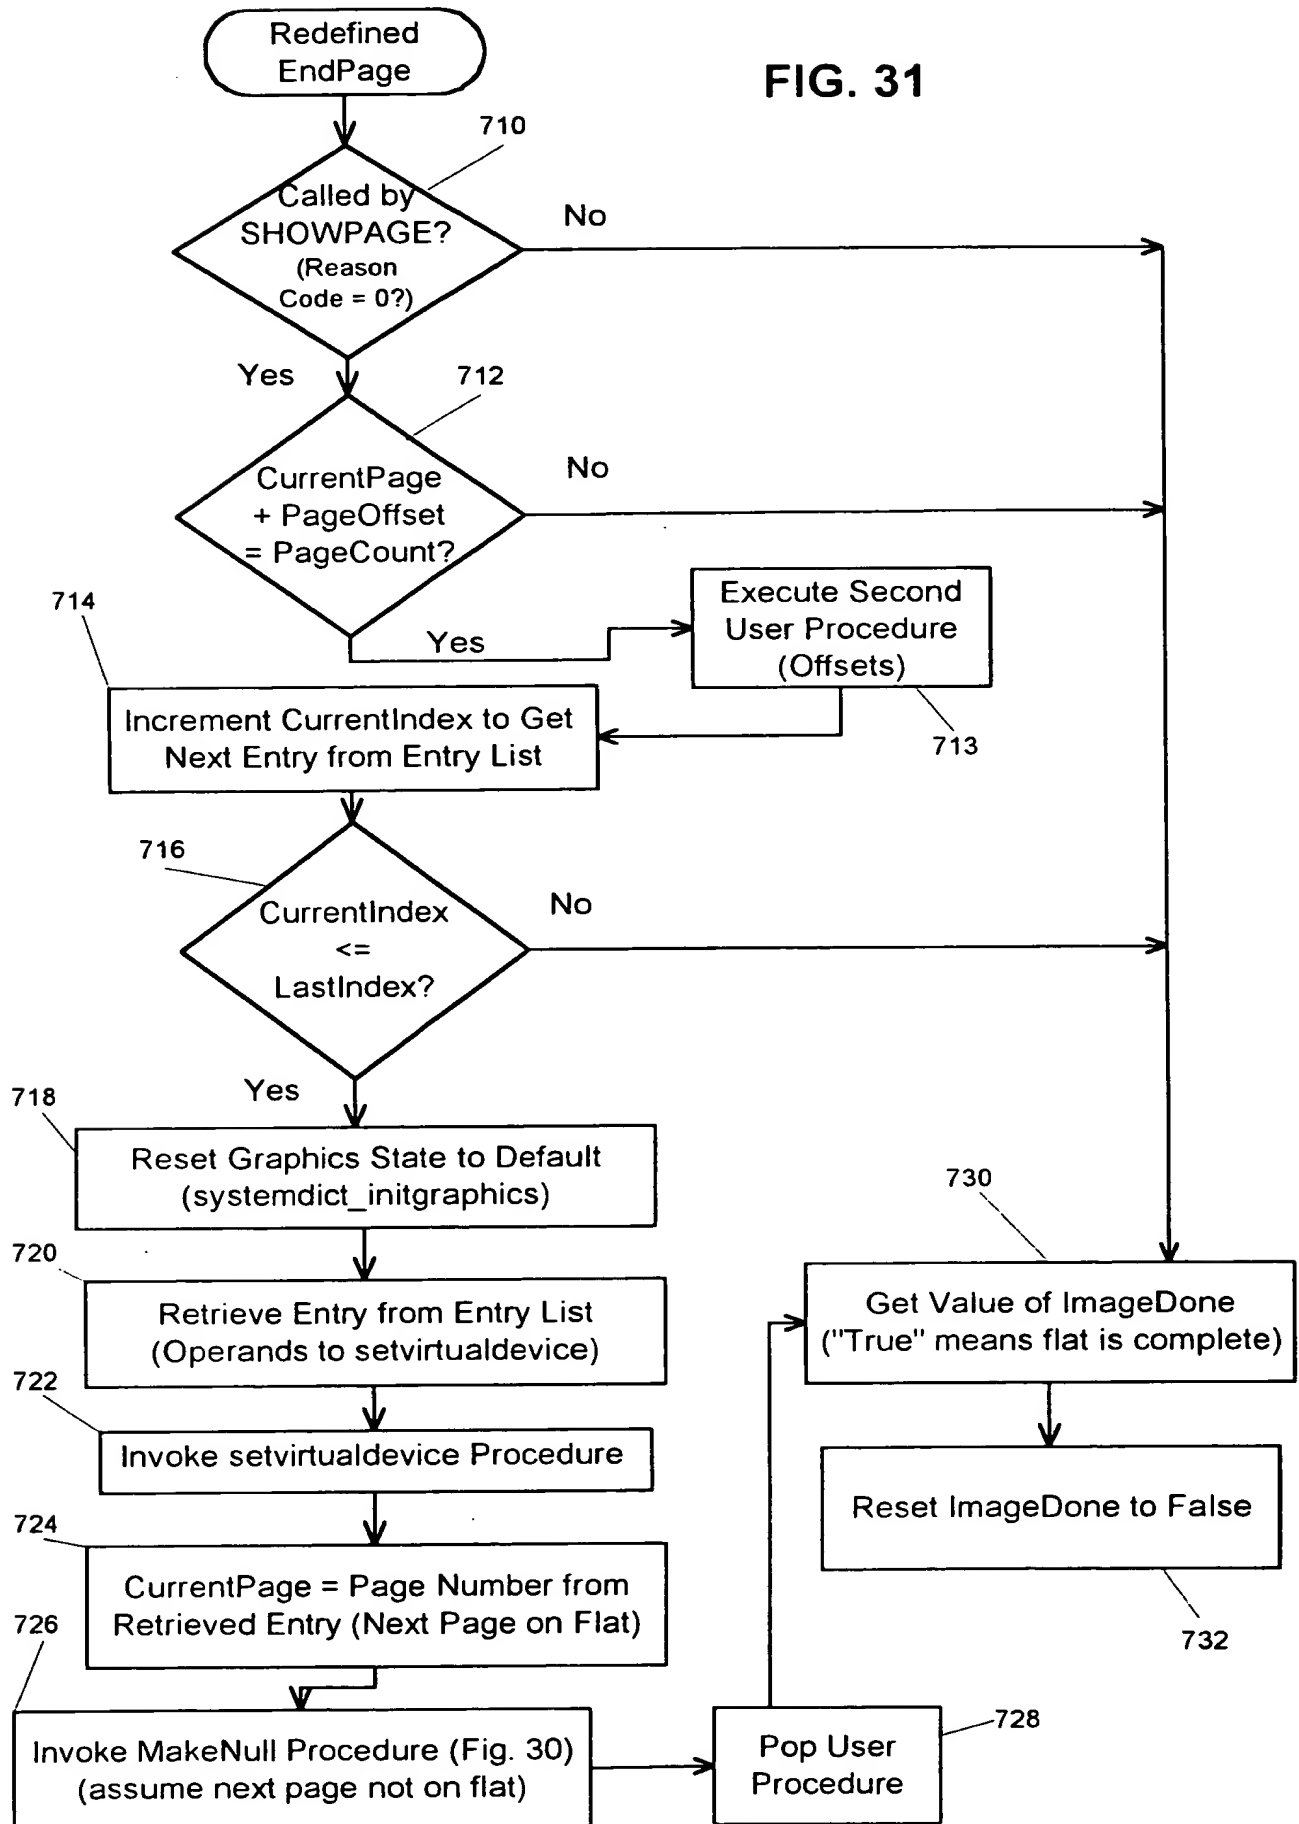 Redefined
EndPage
FIG. 31
710
Called by
SHOWPAGE?
(Reason
Code = 0?)
No
Yes
712
CurrentPage
+ PageOffset
= PageCount?
No
Yes
Execute Second
User Procedure
(Offsets)
713
714
Increment CurrentIndex to Get
Next Entry from Entry List
716
CurrentIndex
<=
LastIndex?
No
Yes
718
Reset Graphics State to Default
(systemdict_initgraphics)
720
Retrieve Entry from Entry List
(Operands to setvirtualdevice)
722
Invoke setvirtualdevice Procedure
724
CurrentPage = Page Number from
Retrieved Entry (Next Page on Flat)
726
Invoke MakeNull Procedure (Fig. 30)
(assume next page not on flat)
728
Pop User
Procedure
730
Get Value of ImageDone
("True" means flat is complete)
Reset ImageDone to False
732